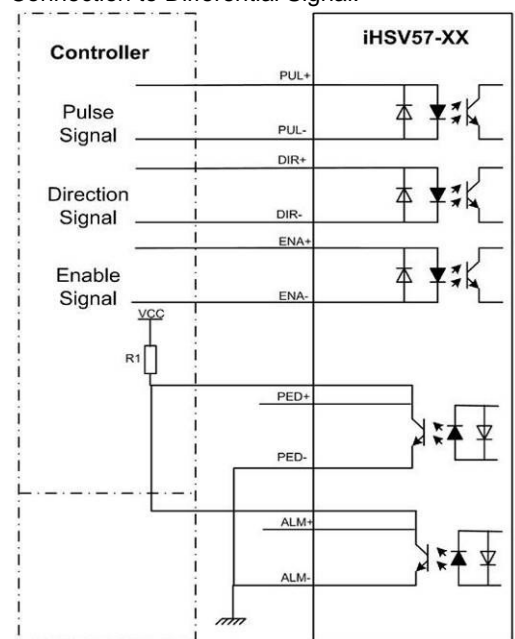 Connection to Differential Signal:
Controller
iHSV57-XX
PUL+
Pulse
Signal
PUL-
DIR+
Direction
Signal
DIR-
ENA+
Enable
Signal
ENA-
VCC
R1
PED+
PED-
ALM+
ALM-